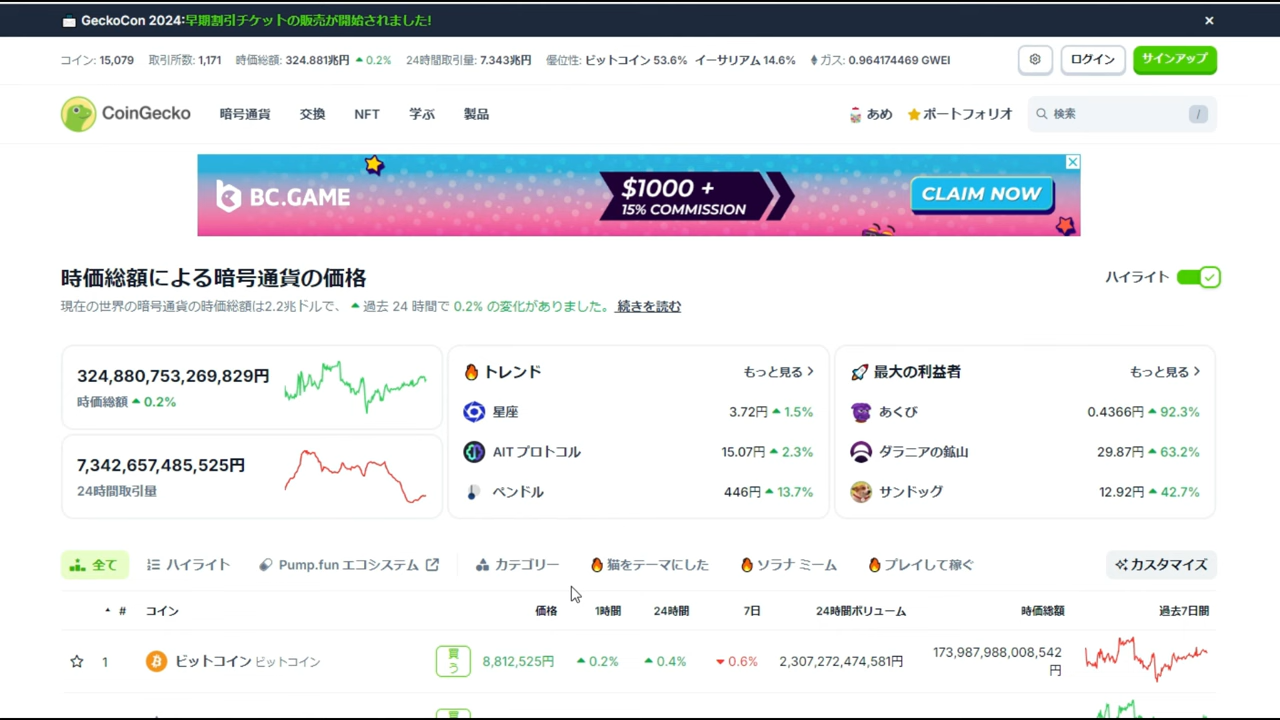 GeckoCon 2024:早期割引チケットの販売が開始されました!
コイン: 15,079 取引所数: 1,171 時価総額: 324.881兆円 0.2% 24時間取引量: 7.343兆円 優位性: ビットコイン 53.6% イーサリアム 14.6% ガス: 0.964174469 GWEI
ログイン
サインアップ
CoinGecko 暗号通貨 交換 NFT 学ぶ 製品 あめ ポートフォリオ 検索 /
BC.GAME
$1000 +
15% COMMISSION
CLAIM NOW
時価総額による暗号通貨の価格
ハイライト
現在の世界の暗号通貨の時価総額は2.2兆ドルで、 過去 24 時間で 0.2% の変化がありました。 続きを読む
324,880,753,269,829円
時価総額 0.2%
7,342,657,485,525円
24時間取引量
トレンド もっと見る
星座 3.72円 1.5%
AIT プロトコル 15.07円 2.3%
ペンドル 446円 13.7%
最大の利益者 もっと見る
あくび 0.4366円 92.3%
ダラニアの鉱山 29.87円 63.2%
サンドッグ 12.92円 42.7%
全て ハイライト Pump.fun エコシステム カテゴリー 猫をテーマにした ソラナ ミーム プレイして稼ぐ カスタマイズ
# コイン 価格 1時間 24時間 7日 24時間ボリューム 時価総額 過去7日間
1 ビットコイン ビットコイン 買う 8,812,525円 0.2% 0.4% 0.6% 2,307,272,474,581円 173,987,988,008,542円
買